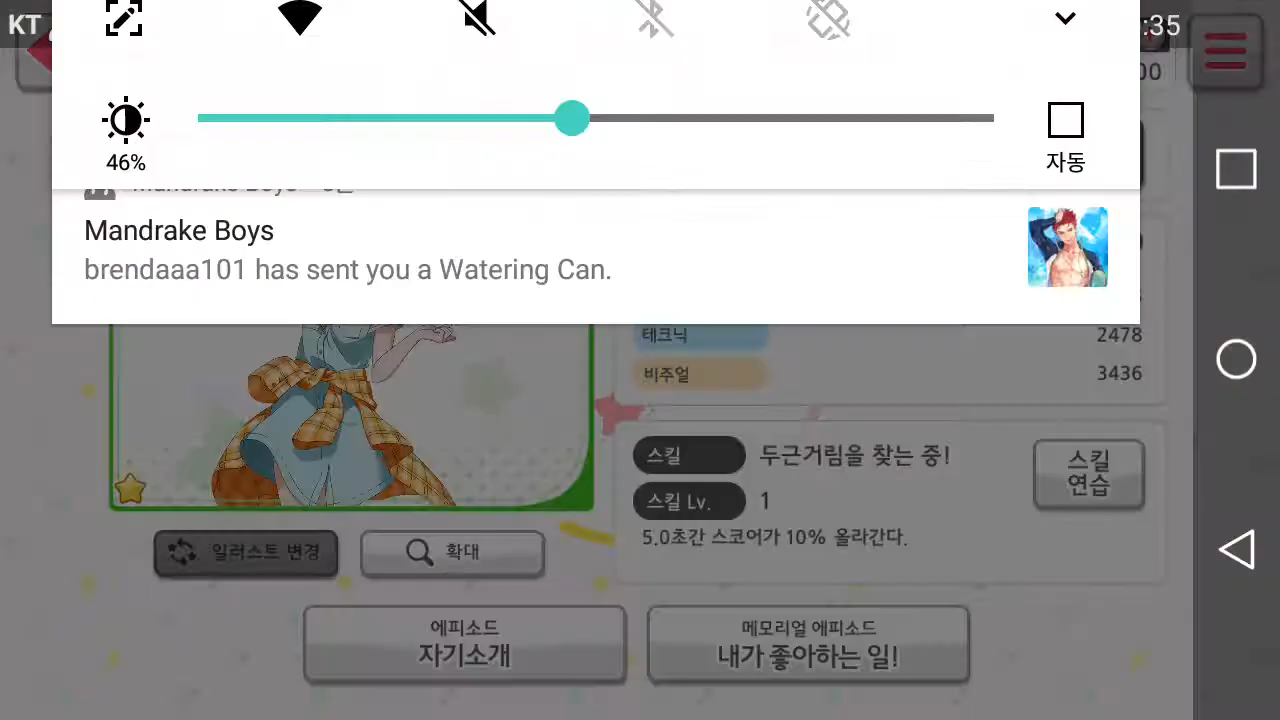 KT
:35
00
46%
자동
Mandrake Boys
Mandrake Boys
brendaaa101 has sent you a Watering Can.
테크닉 2478
비주얼 3436
스킬 두근거림을 찾는 중!
스킬 Lv. 1
5.0초간 스코어가 10% 올라간다.
스킬
연습
일러스트 변경
확대
에피소드
자기소개
메모리얼 에피소드
내가 좋아하는 일!